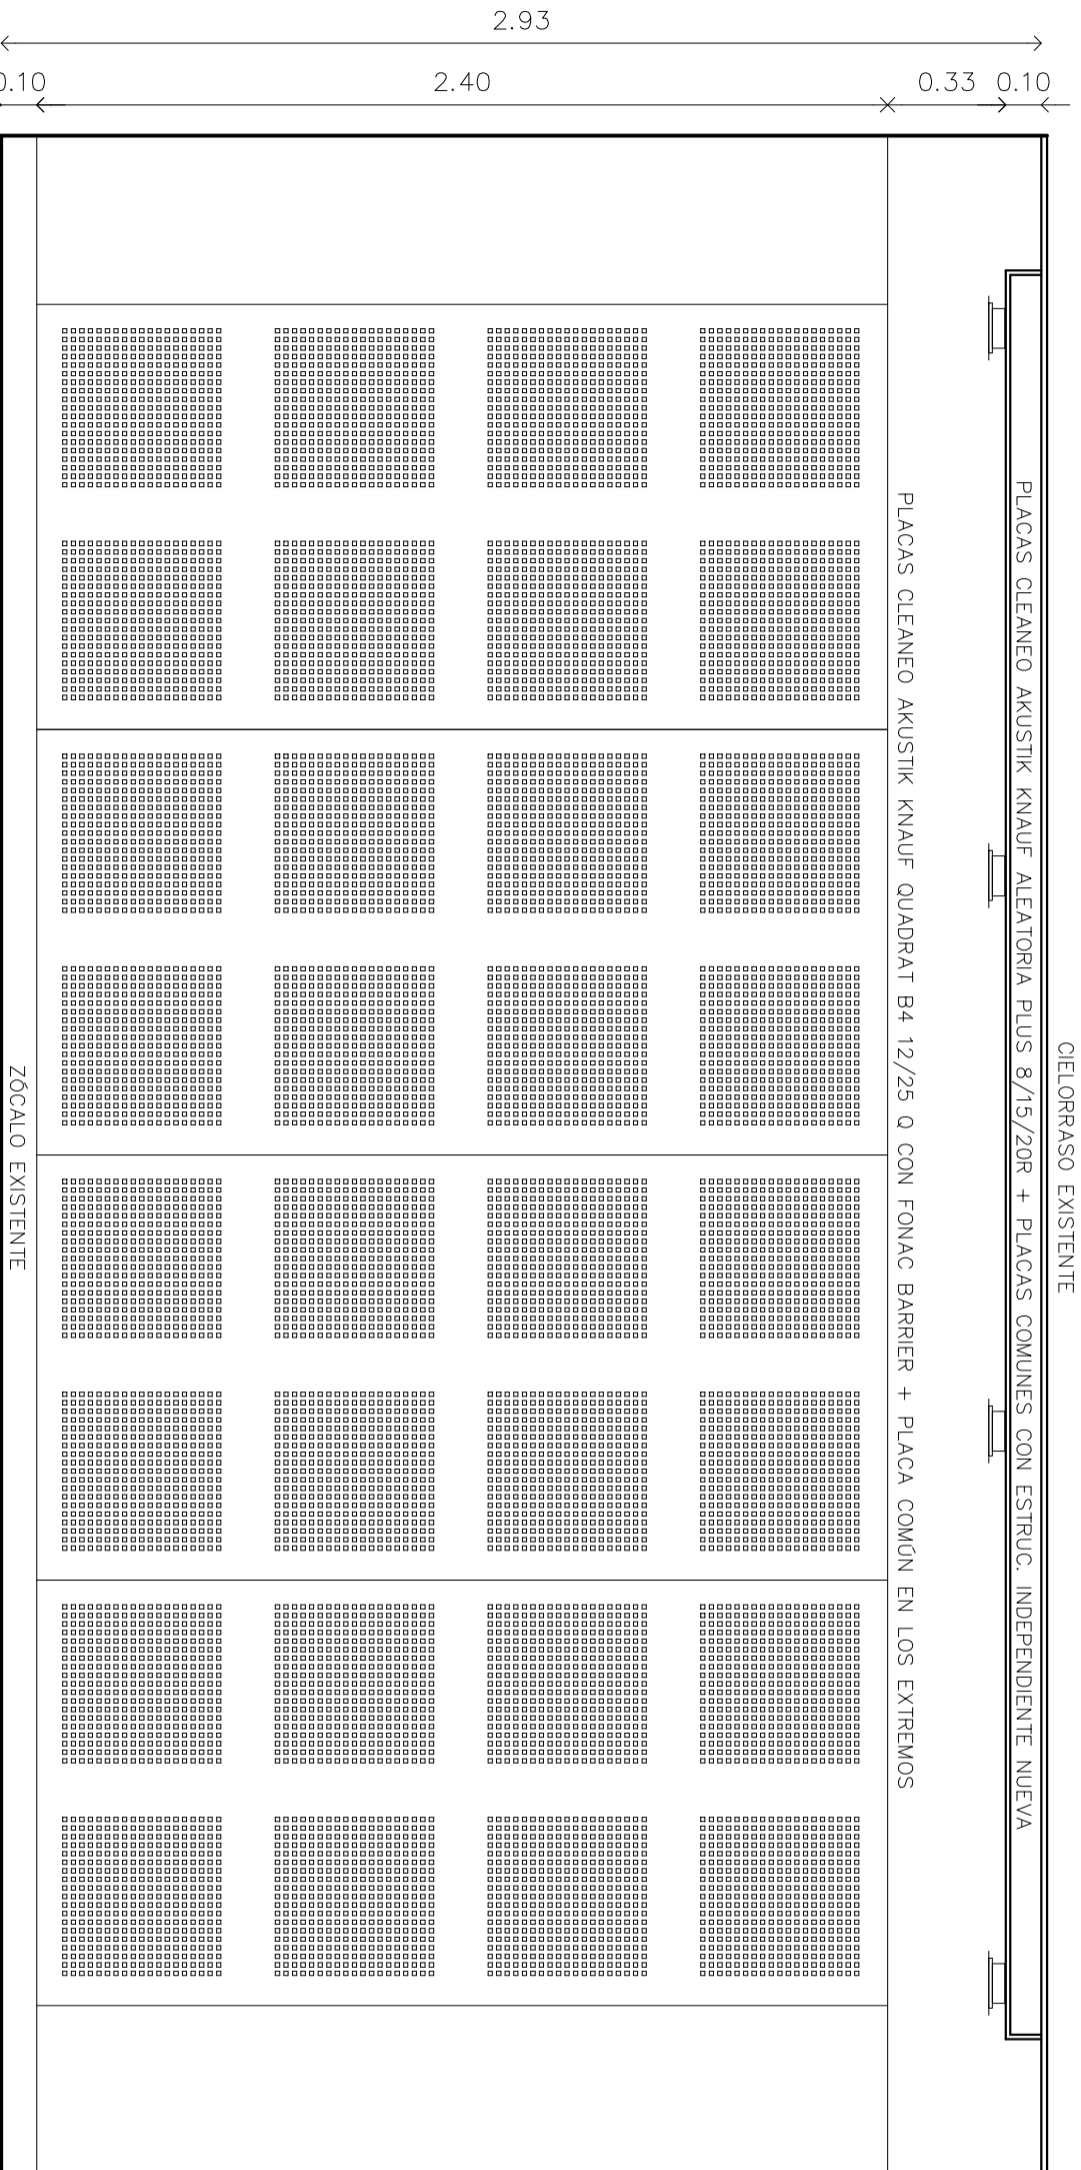 2.93
0.10
2.40
0.33
0.10
CIELORRASO EXISTENTE
PLACAS CLEANEO AKUSTIK KNAUF ALEATORIA PLUS 8/15/20R + PLACAS COMUNES CON ESTRUC. INDEPENDIENTE NUEVA
PLACAS CLEANEO AKUSTIK KNAUF QUADRAT B4 12/25 Q CON FONAC BARRIER + PLACA COMÚN EN LOS EXTREMOS
ZÓCALO EXISTENTE